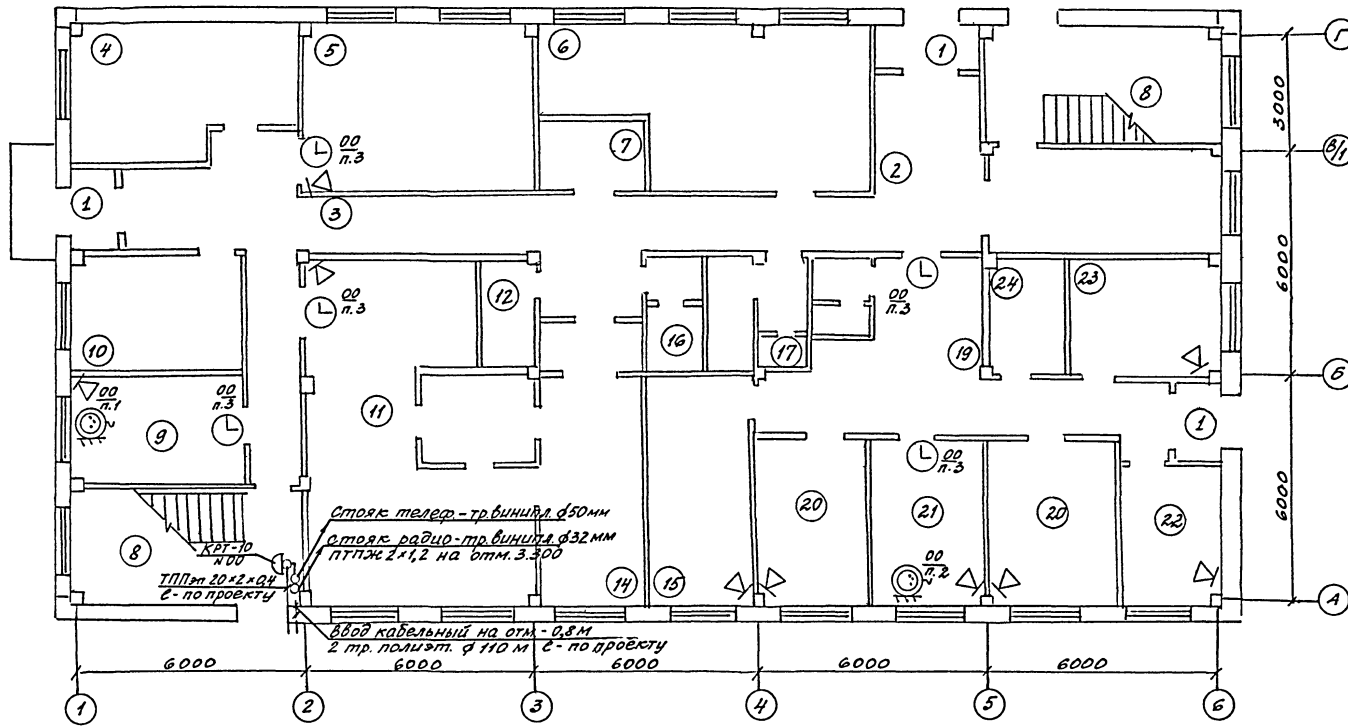 4
5
6
1
8
Г
3000
7
00
п.3
2
В/1
1
3
12
24
23
6000
00
п.3
00
п.3
10
16
17
19
Б
00
п.1
00
п.3
11
9
1
00
п.3
6000
20
21
20
22
Стояк телеф.-тр.винипл. ф50мм
стояк радио-тр.винипл. ф32мм
ПТПЖ 2×1,2 на отм. 3.300
8
КРТ-10
№00
ТППэп 20×2×0,4
ℓ-по проекту
14
15
00
п.2
А
Ввод кабельный на отм.-0,8м
2 тр. полиэт. ф 110 м ℓ-по проекту
6000
6000
6000
6000
6000
1
2
3
4
5
6